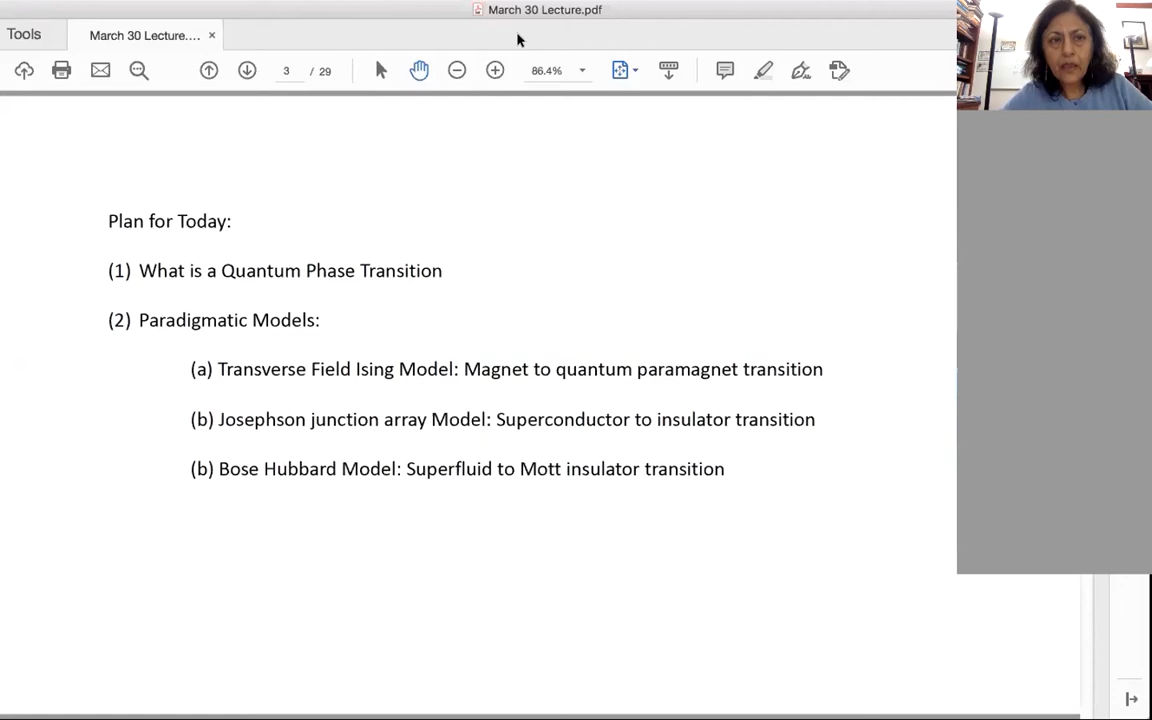 March 30 Lecture.pdf
Tools
March 30 Lecture.... ×
3 / 29
86.4%
Plan for Today:
(1) What is a Quantum Phase Transition
(2) Paradigmatic Models:
(a) Transverse Field Ising Model: Magnet to quantum paramagnet transition
(b) Josephson junction array Model: Superconductor to insulator transition
(b) Bose Hubbard Model: Superfluid to Mott insulator transition